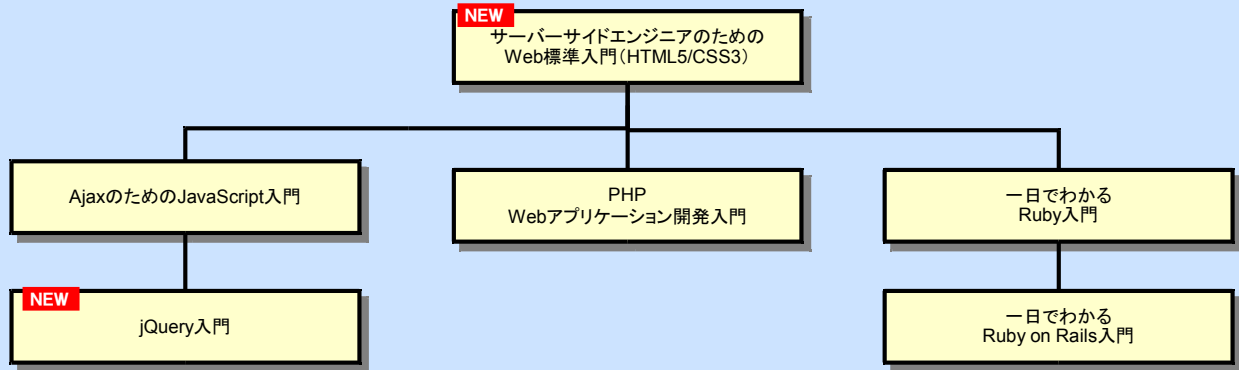 NEW
サーバーサイドエンジニアのための
Web標準入門(HTML5/CSS3)
AjaxのためのJavaScript入門
PHP
Webアプリケーション開発入門
一日でわかる
Ruby入門
NEW
jQuery入門
一日でわかる
Ruby on Rails入門